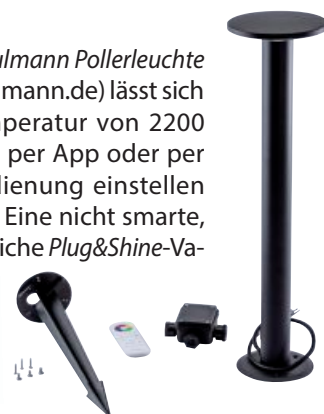 ulmann Pollerleuchte
mann.de) lässt sich
peratur von 2200
per App oder per
dienung einstellen
Eine nicht smarte,
iche Plug&Shine-Va-